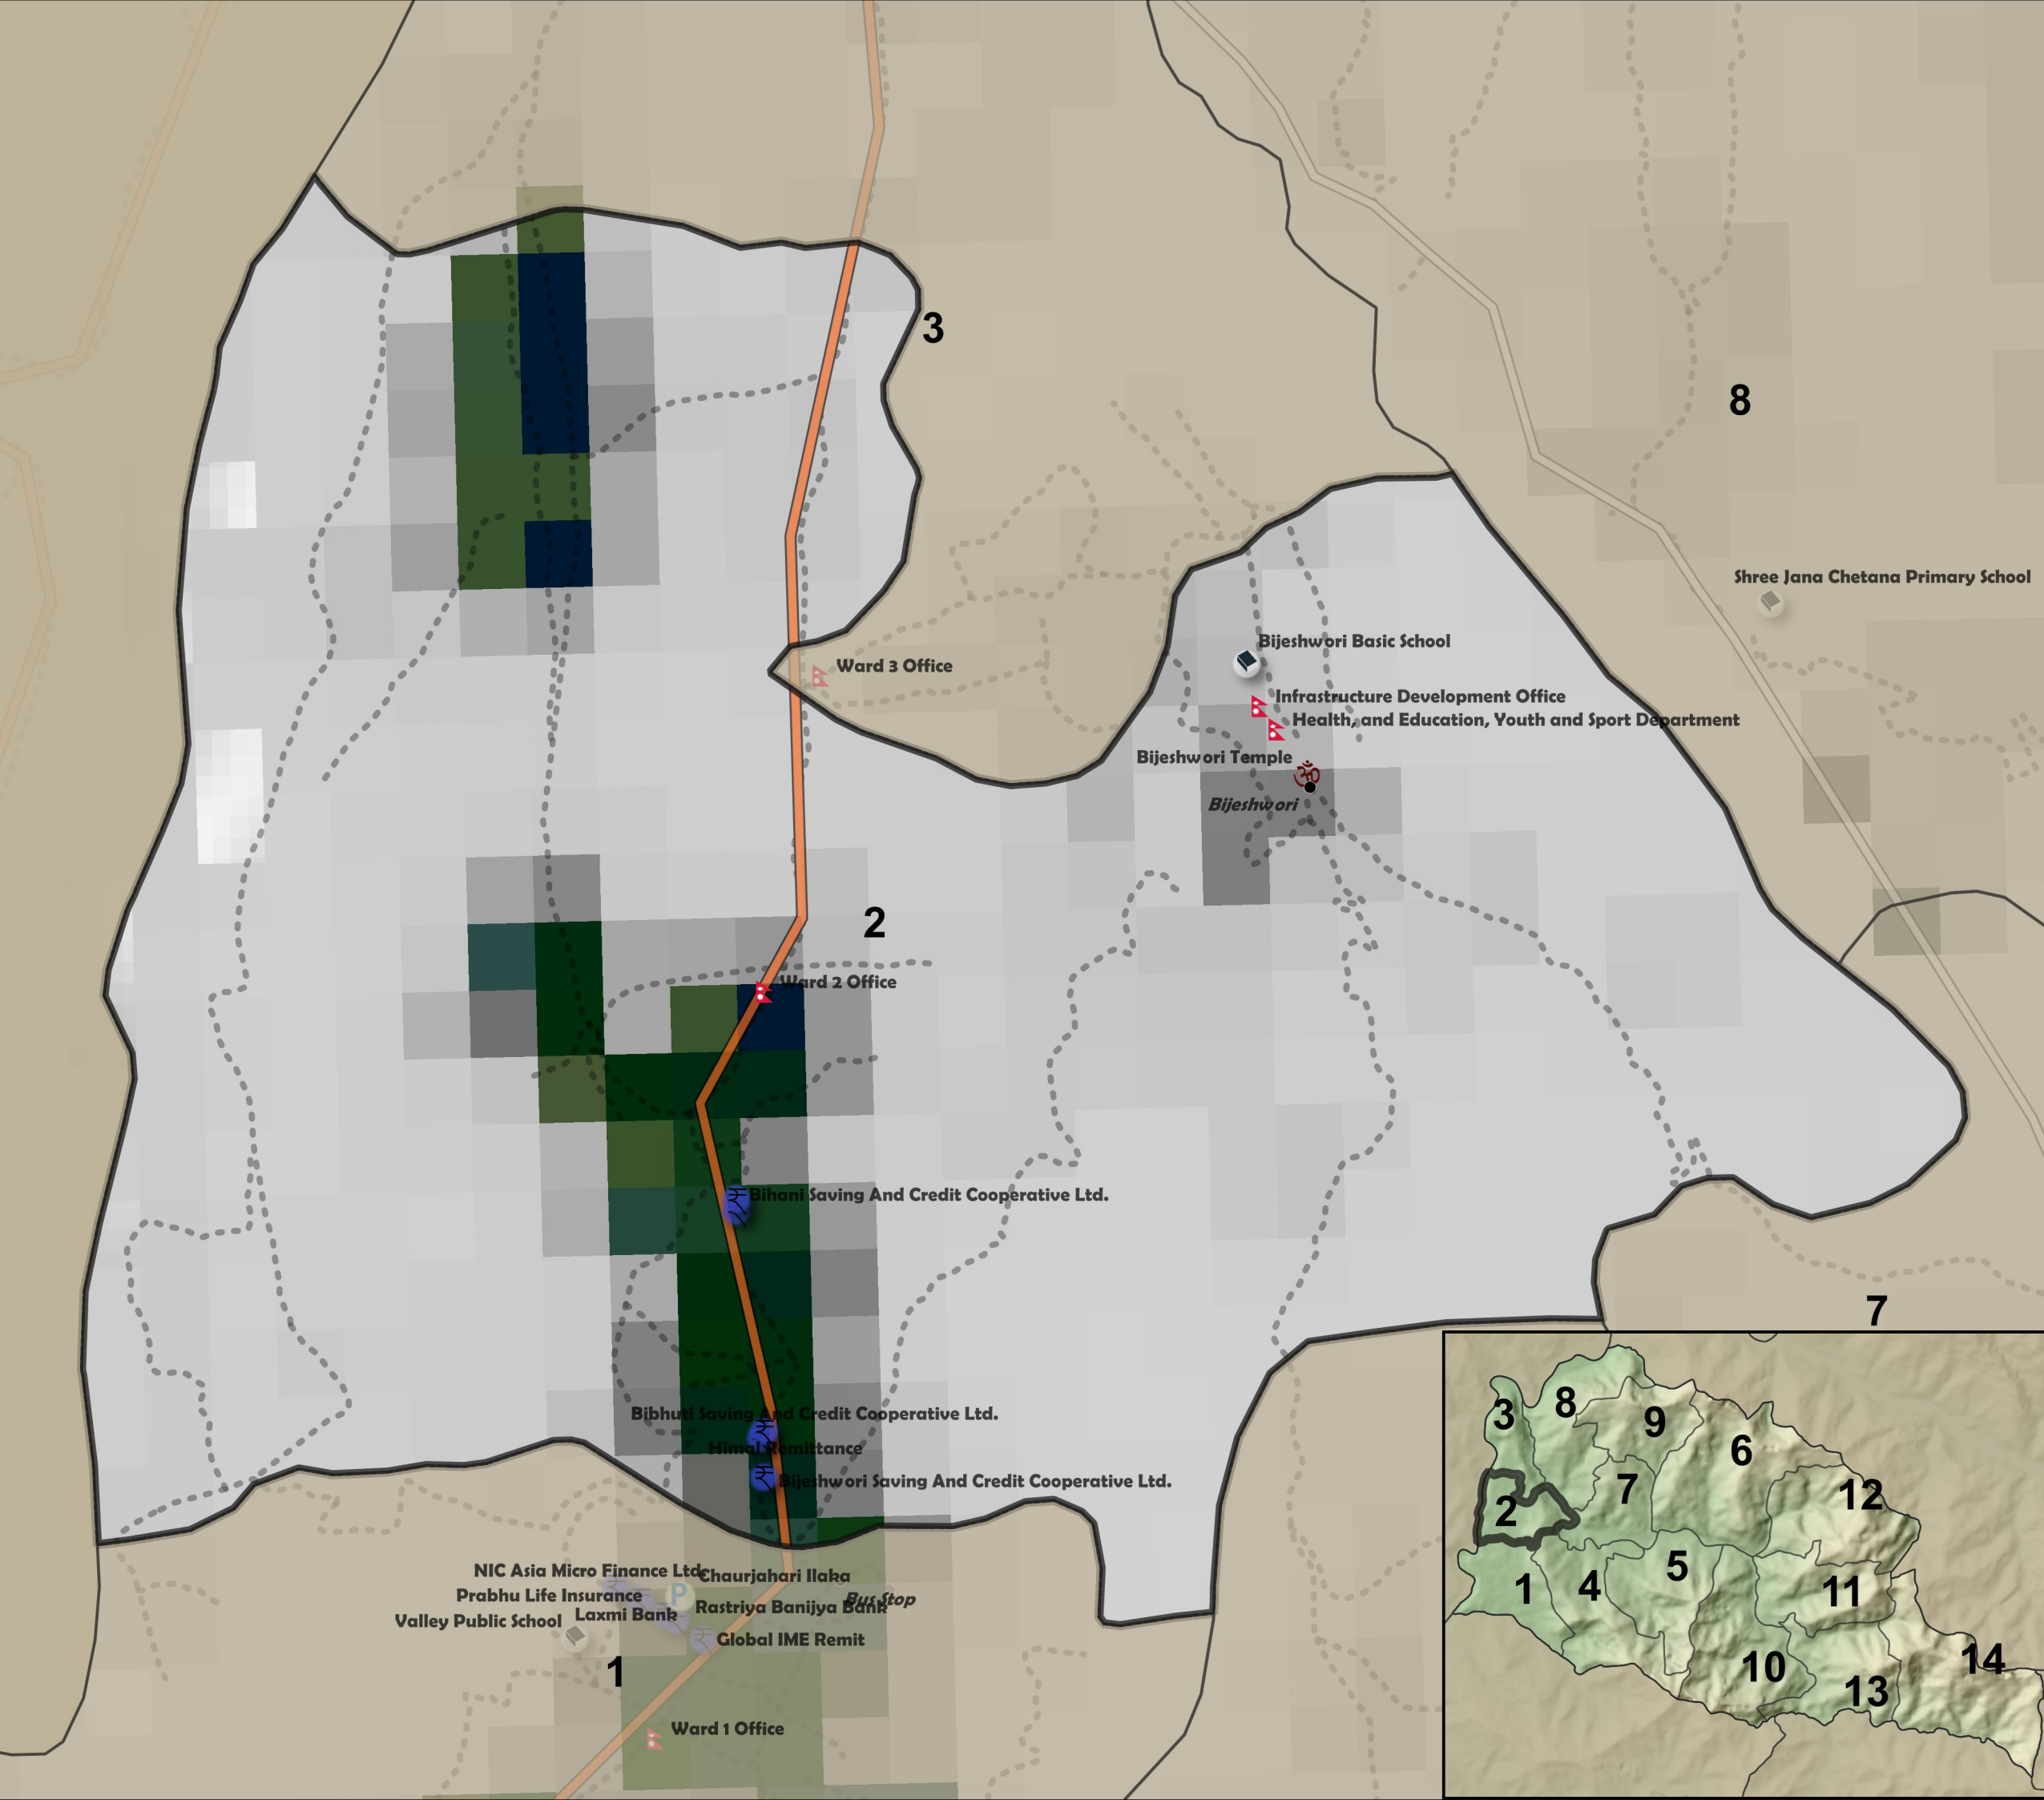 3
8
Shree Jana Chetana Primary School
Bijeshwori Basic School
Ward 3 Office
Infrastructure Development Office
Health, and Education, Youth and Sport Department
Bijeshwori Temple
Bijeshwori
2
Ward 2 Office
Bihani Saving And Credit Cooperative Ltd.
7
Bibhuti Saving And Credit Cooperative Ltd.
Himal Remittance
Bijeshwori Saving And Credit Cooperative Ltd.
NIC Asia Micro Finance Ltd.
Chaurjahari Ilaka
Prabhu Life Insurance
P
Bus Stop
Rastriya Banijya Bank
Laxmi Bank
Valley Public School
Global IME Remit
1
Ward 1 Office
8
3
9
6
7
12
2
5
4
1
11
10
14
13